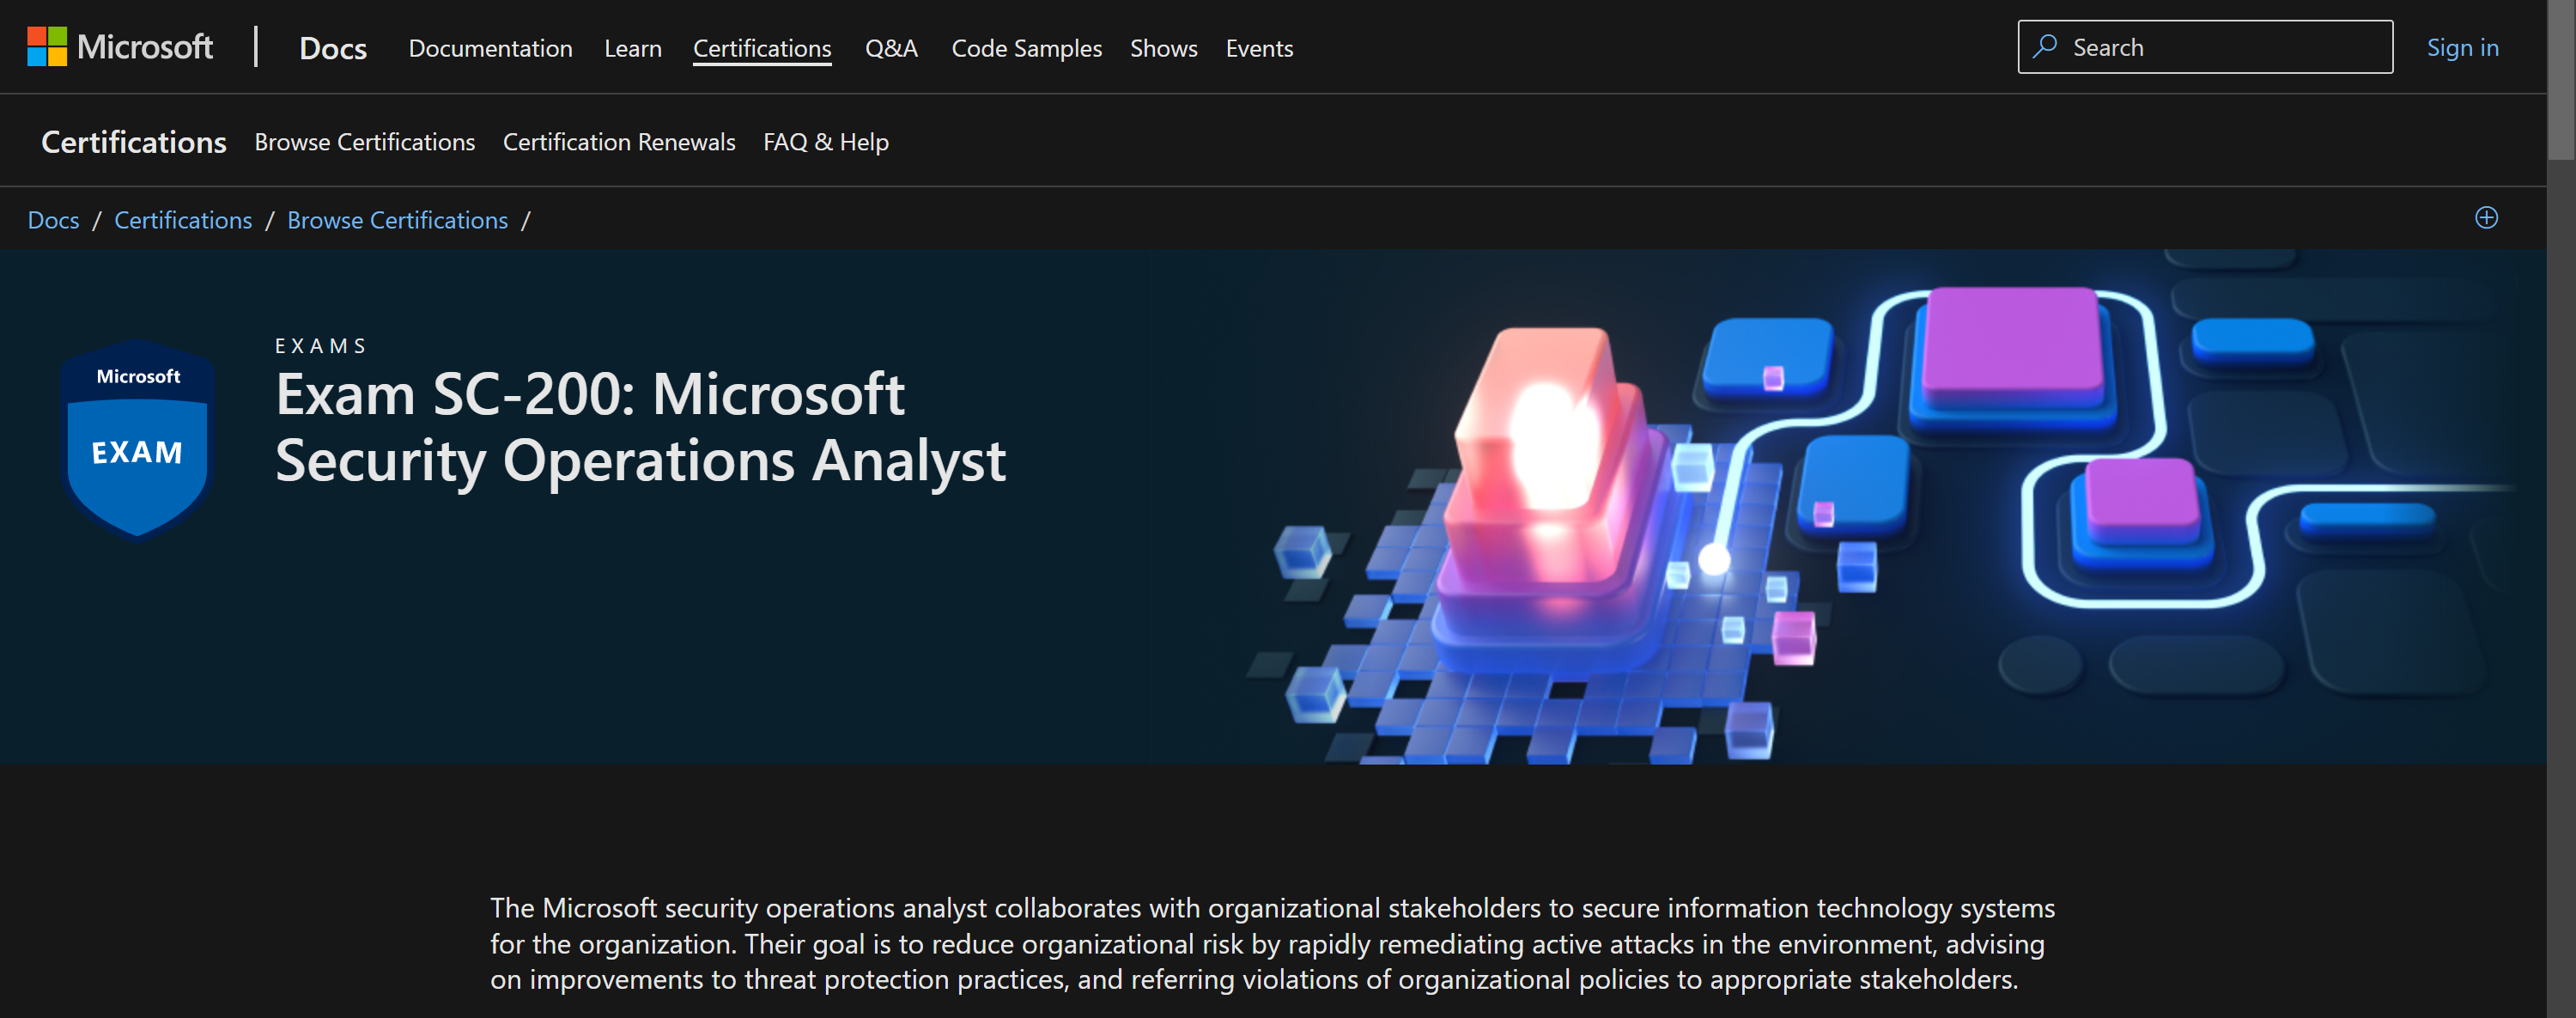 Microsoft | Docs Documentation Learn Certifications Q&A Code Samples Shows Events Search Sign in
Certifications Browse Certifications Certification Renewals FAQ & Help
Docs / Certifications / Browse Certifications /
Microsoft
EXAM
EXAMS
Exam SC-200: Microsoft
Security Operations Analyst
The Microsoft security operations analyst collaborates with organizational stakeholders to secure information technology systems
for the organization. Their goal is to reduce organizational risk by rapidly remediating active attacks in the environment, advising
on improvements to threat protection practices, and referring violations of organizational policies to appropriate stakeholders.